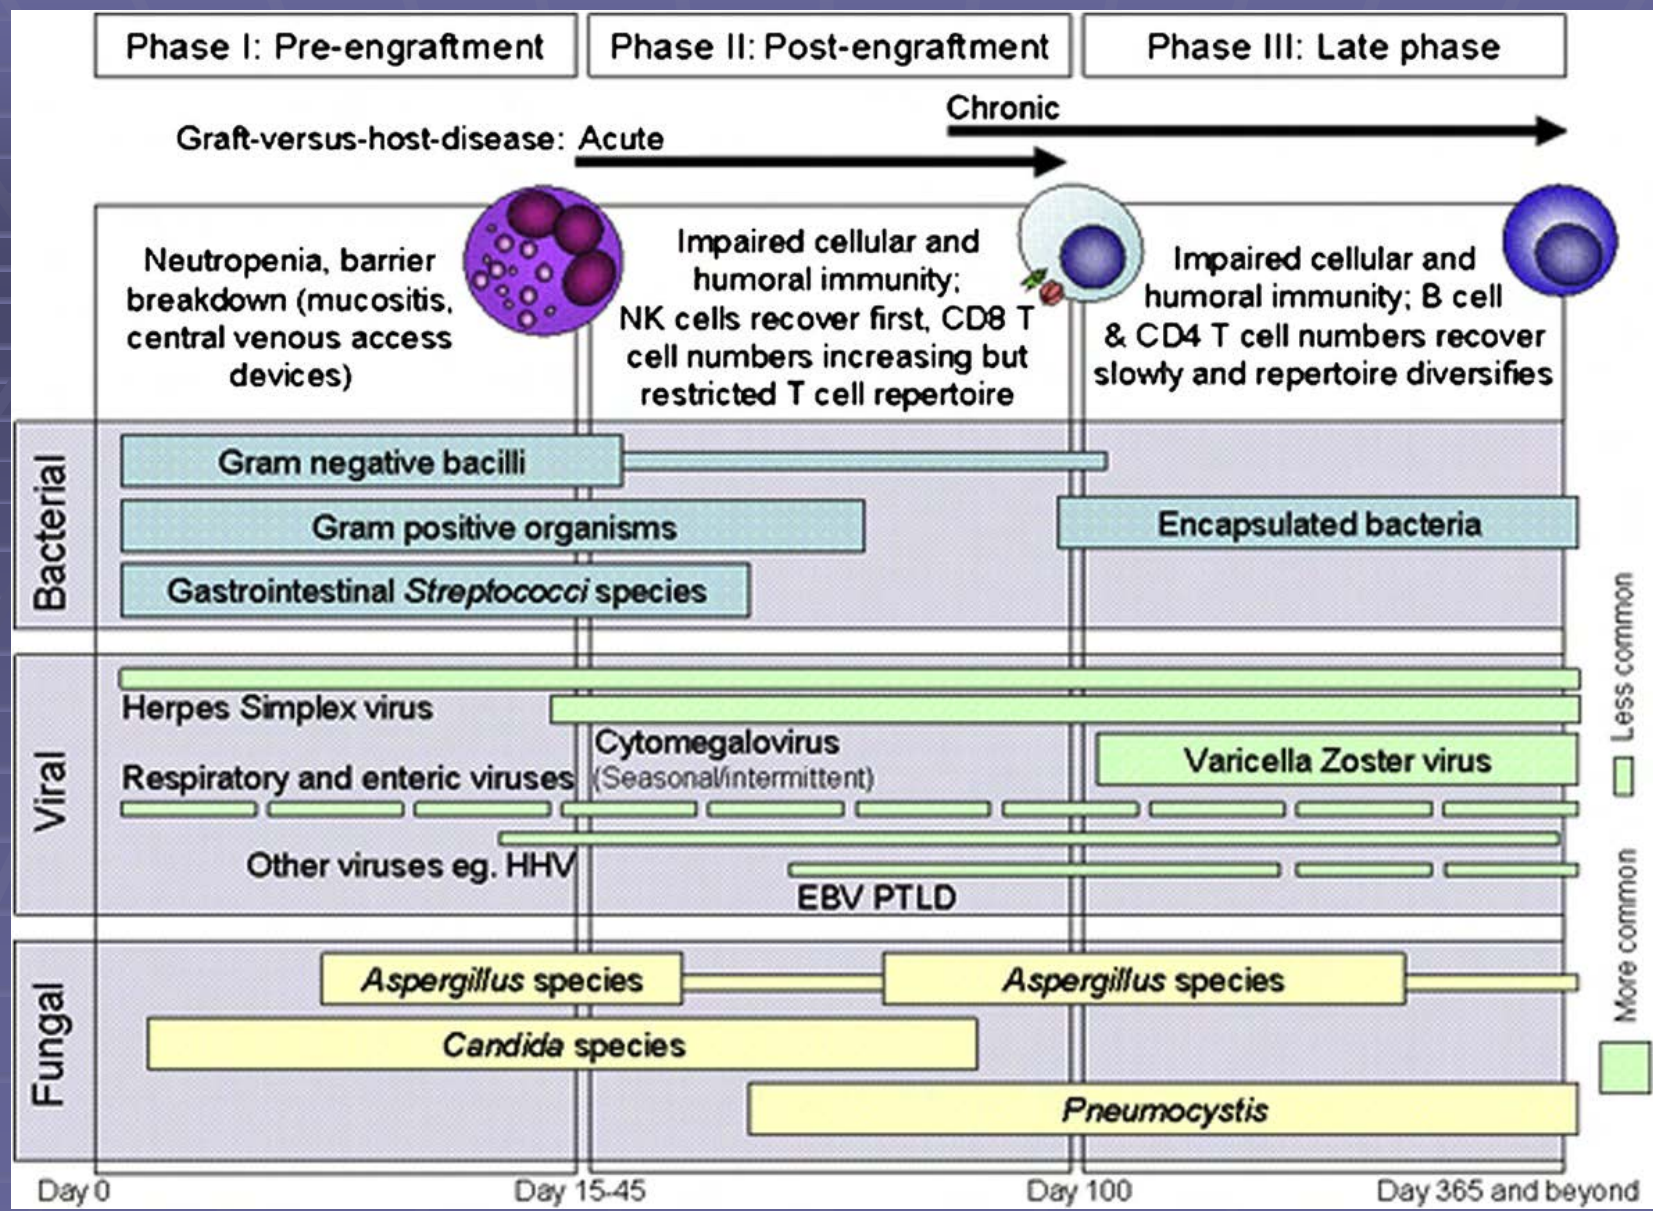 Phase I: Pre-engraftment
Phase II: Post-engraftment
Phase III: Late phase
Chronic
Graft-versus-host-disease: Acute
Neutropenia, barrier
breakdown (mucositis,
central venous access
devices)
Impaired cellular and
humoral immunity;
NK cells recover first, CD8 T
cell numbers increasing but
restricted T cell repertoire
Impaired cellular and
humoral immunity; B cell
& CD4 T cell numbers recover
slowly and repertoire diversifies
Bacterial
Gram negative bacilli
Gram positive organisms
Encapsulated bacteria
Gastrointestinal Streptococci species
Viral
Herpes Simplex virus
Cytomegalovirus
Varicella Zoster virus
Respiratory and enteric viruses (Seasonal/intermittent)
Other viruses eg. HHV
EBV PTLD
Fungal
Aspergillus species
Aspergillus species
Candida species
Pneumocystis
Less common
More common
Day 0
Day 15-45
Day 100
Day 365 and beyond